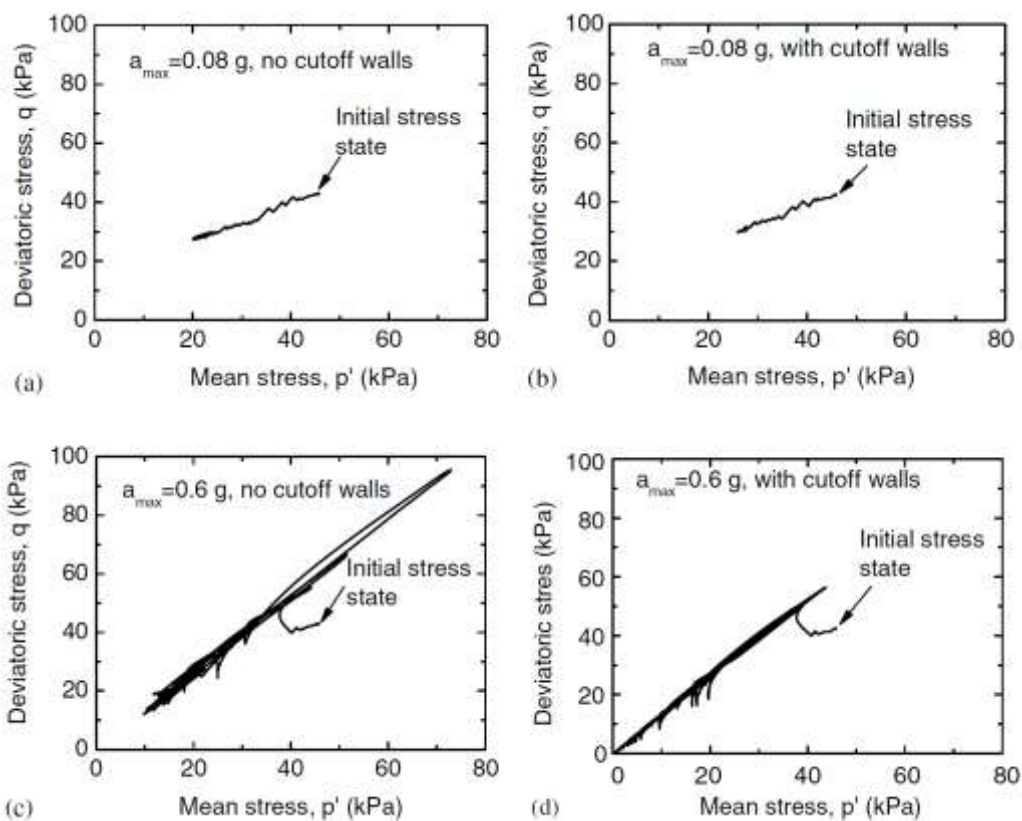 100
80
60
40
20
0
Deviatoric stress, q (kPa)
a_max=0.08 g, no cutoff walls
Initial stress
state
0 20 40 60 80
Mean stress, p' (kPa)
(a)
100
80
60
40
20
0
Deviatoric stress, q (kPa)
a_max=0.08 g, with cutoff walls
Initial stress
state
0 20 40 60 80
Mean stress, p' (kPa)
(b)
100
80
60
40
20
0
Deviatoric stress, q (kPa)
a_max=0.6 g, no cutoff walls
Initial stress
state
0 20 40 60 80
Mean stress, p' (kPa)
(c)
100
80
60
40
20
0
Deviatoric stres (kPa)
a_max=0.6 g, with cutoff walls
Initial stress
state
0 20 40 60 80
Mean stress, p' (kPa)
(d)